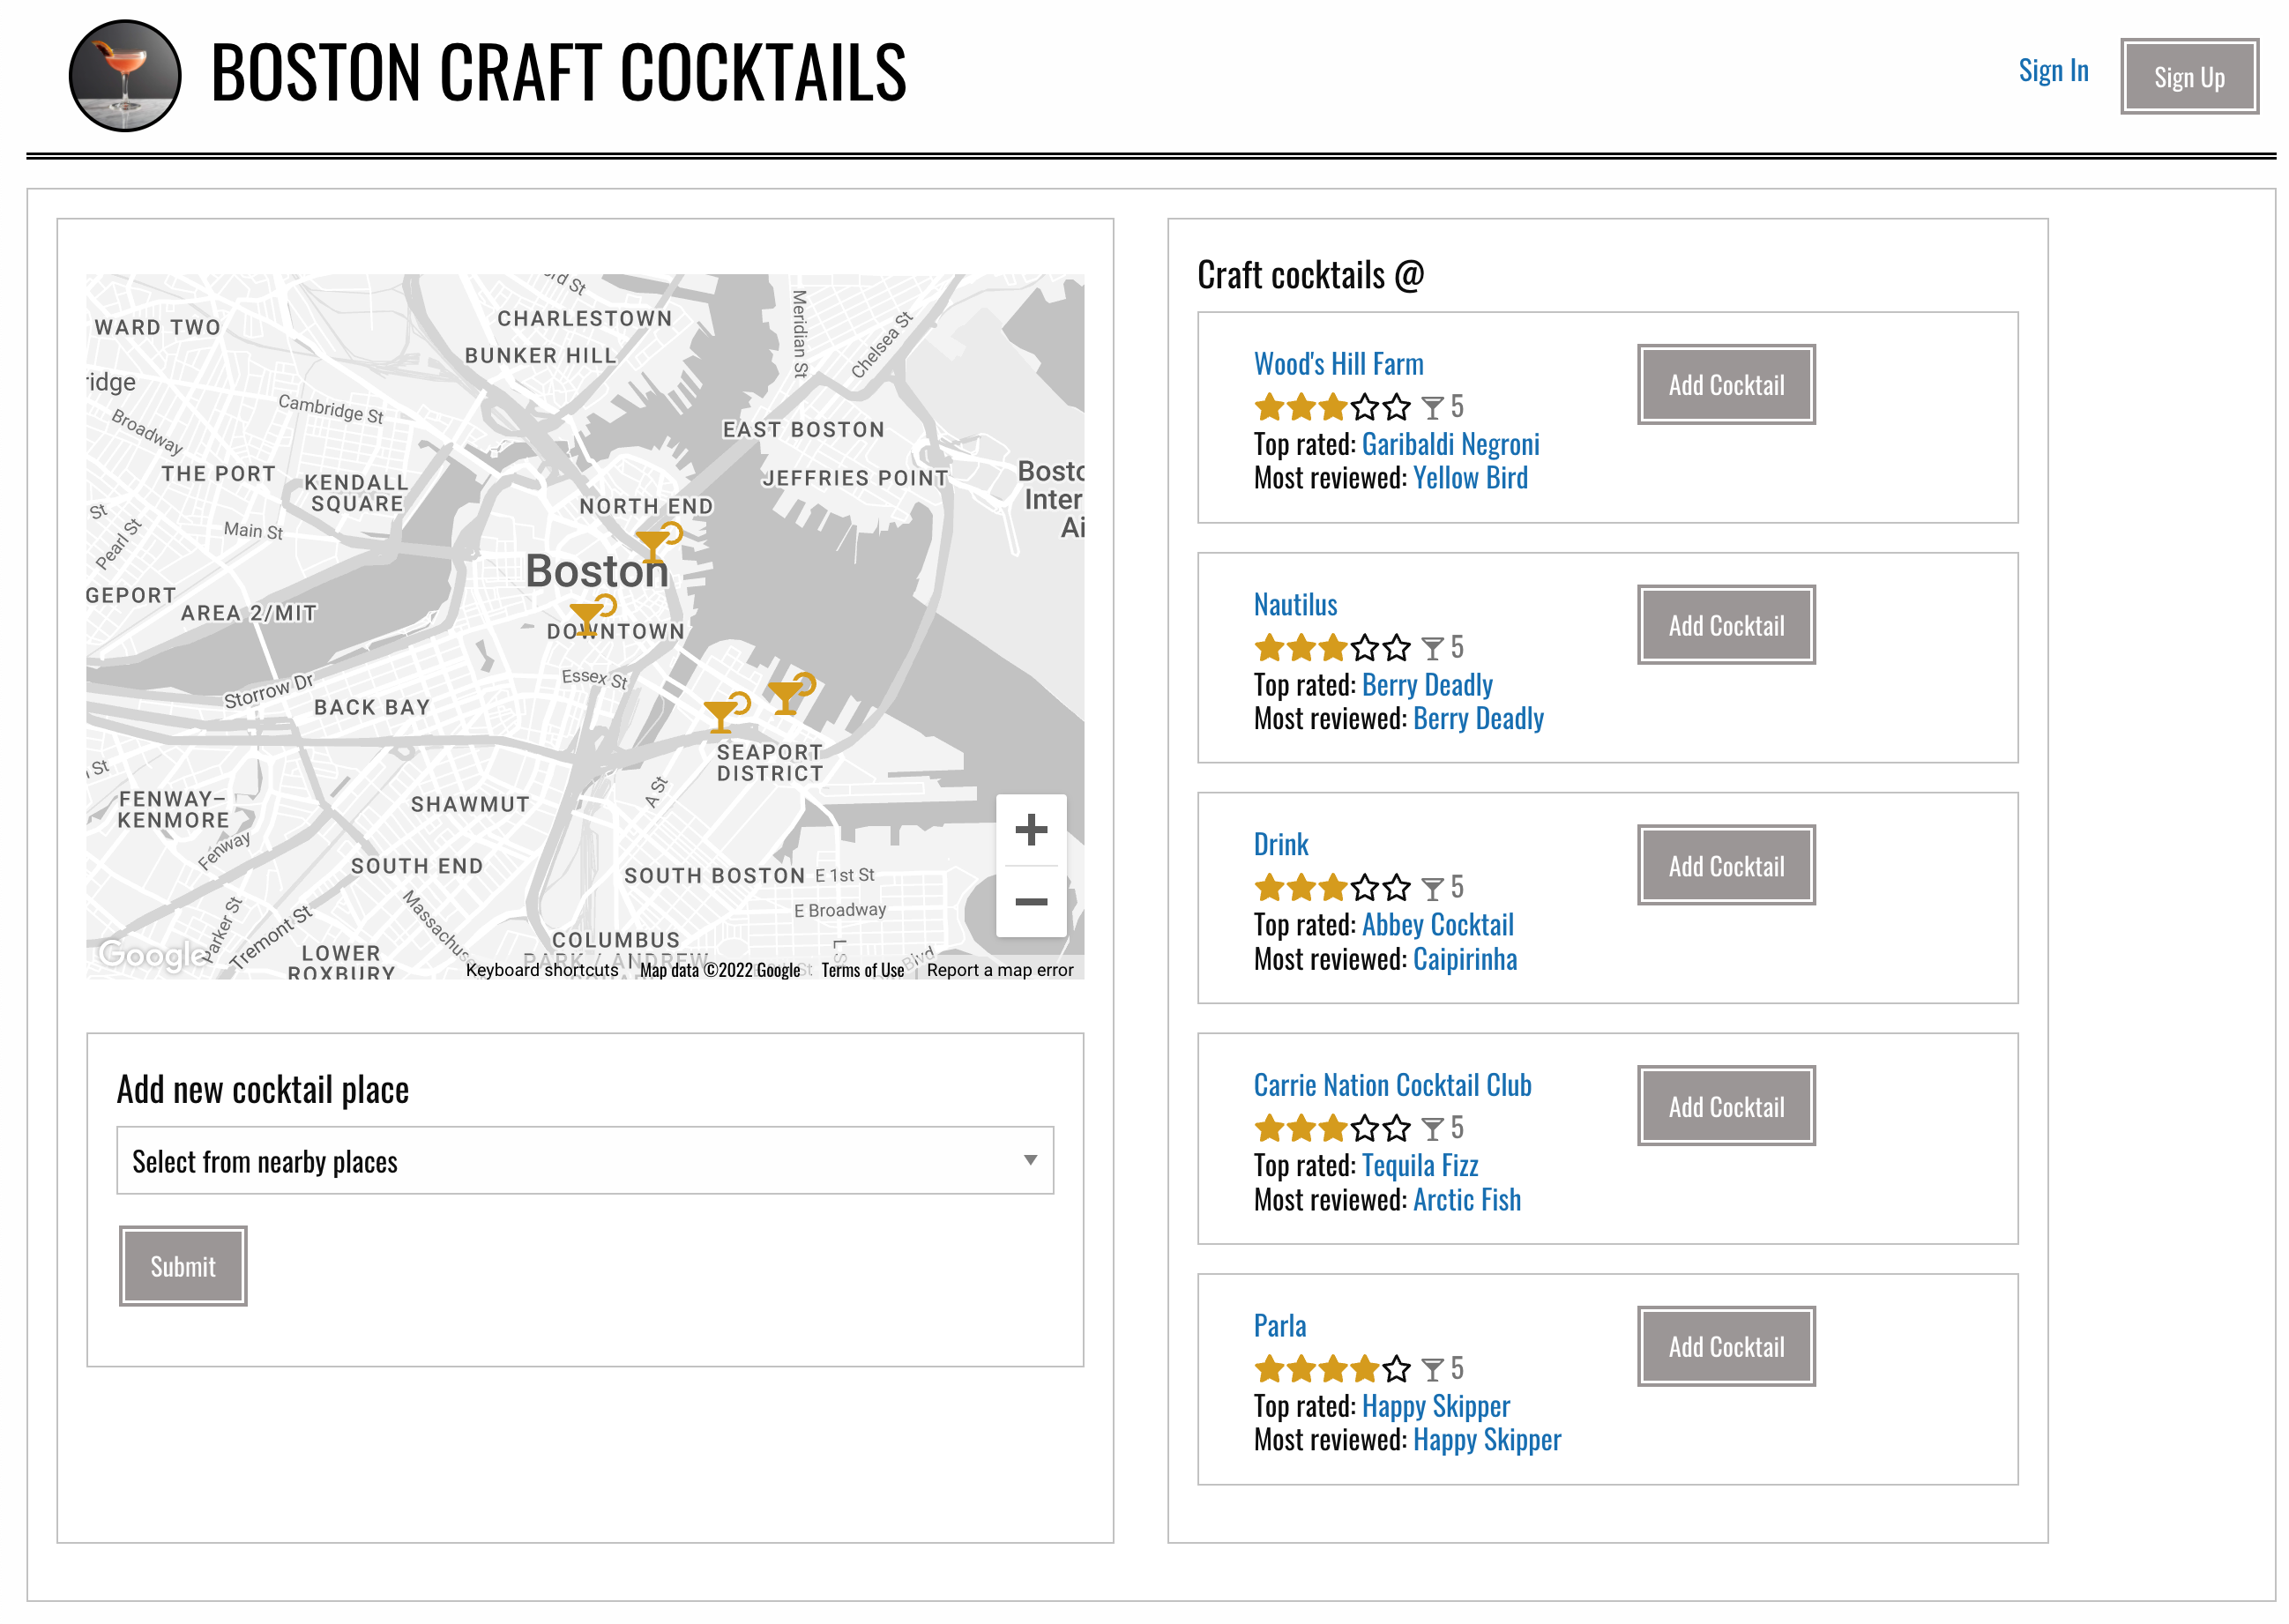 BOSTON CRAFT COCKTAILS
Sign In
Sign Up
WARD TWO
CHARLESTOWN
BUNKER HILL
Meridian St
Chelsea St
ridge
Cambridge St
Broadway
EAST BOSTON
THE PORT
KENDALL
SQUARE
JEFFRIES POINT
Bosto
Inter
Ai
NORTH END
St
Pearl St
Main St
Boston
GEPORT
AREA 2/MIT
DOWNTOWN
Essex St
Storrow Dr
BACK BAY
SEAPORT
DISTRICT
St
FENWAY–
KENMORE
SHAWMUT
A St
Fenway
SOUTH END
SOUTH BOSTON
E 1st St
E Broadway
Parker St
Tremont St
Massachuse
LOWER
ROXBURY
COLUMBUS
PARK / ANDREW
L S
Blvd
Google
Keyboard shortcuts
Map data ©2022 Google
Terms of Use
Report a map error
Add new cocktail place
Select from nearby places
Submit
Craft cocktails @
Wood's Hill Farm
5
Top rated: Garibaldi Negroni
Most reviewed: Yellow Bird
Add Cocktail
Nautilus
5
Top rated: Berry Deadly
Most reviewed: Berry Deadly
Add Cocktail
Drink
5
Top rated: Abbey Cocktail
Most reviewed: Caipirinha
Add Cocktail
Carrie Nation Cocktail Club
5
Top rated: Tequila Fizz
Most reviewed: Arctic Fish
Add Cocktail
Parla
5
Top rated: Happy Skipper
Most reviewed: Happy Skipper
Add Cocktail